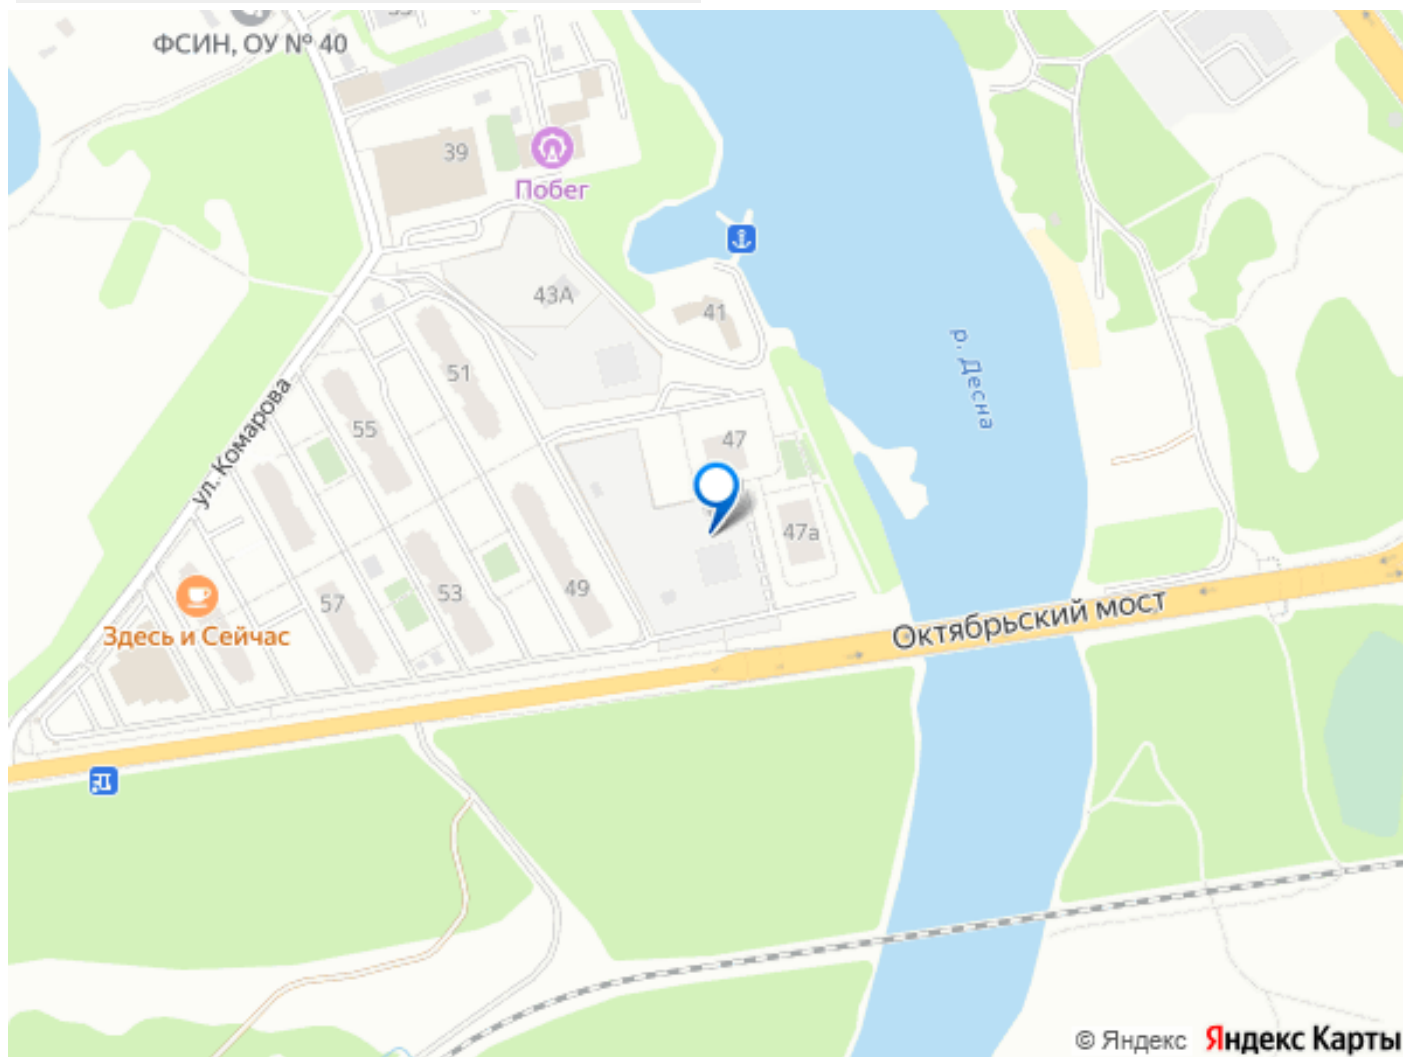 ФСИН, ОУ № 40
39
Побег
43А
41
51
ул. Комарова
55
р. Десна
47
47а
49
53
57
Здесь и Сейчас
Октябрьский мост
© Яндекс Яндекс Карты